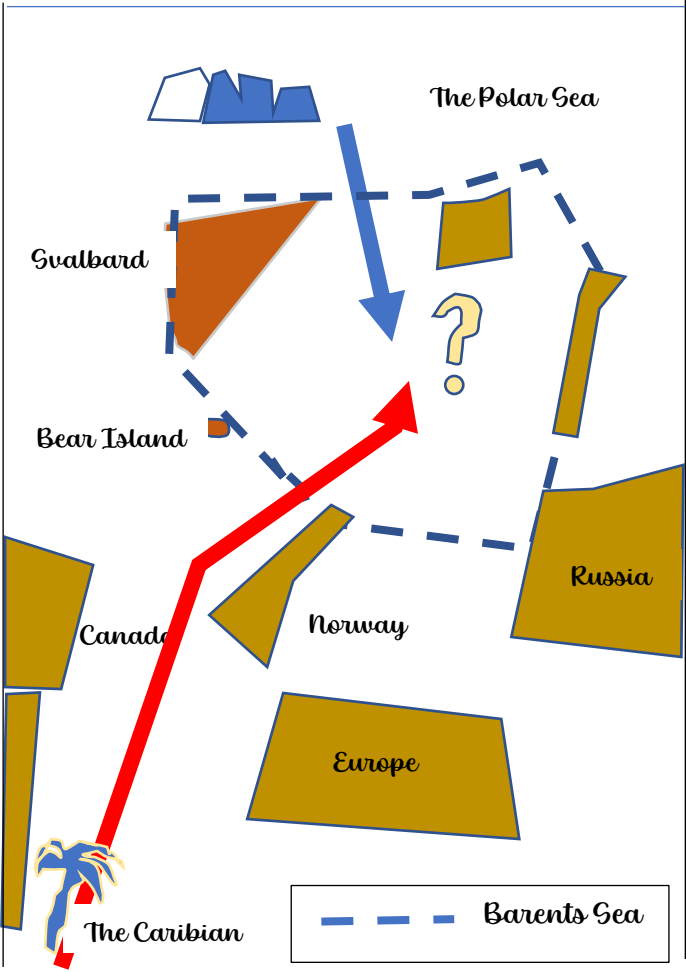 The Polar Sea
Svalbard
?
Bear Island
Russia
Canada
Norway
Europe
Barents Sea
The Caribian